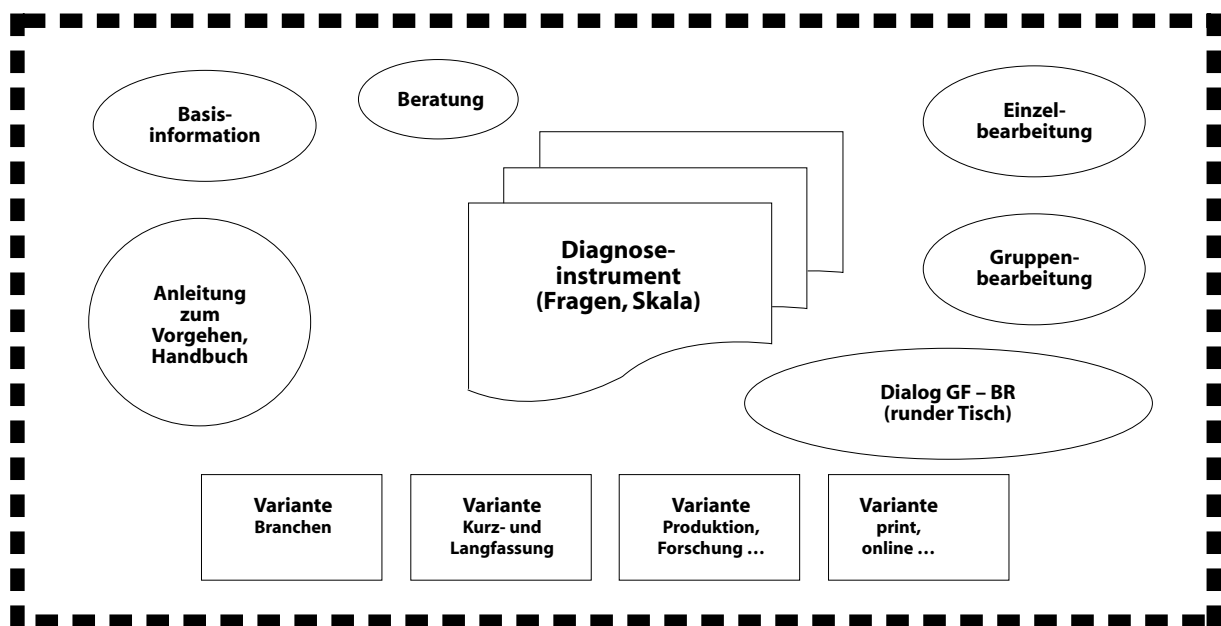 Basis-
information
Beratung
Einzel-
bearbeitung
Diagnose-
instrument
(Fragen, Skala)
Gruppen-
bearbeitung
Anleitung
zum
Vorgehen,
Handbuch
Dialog GF – BR
(runder Tisch)
Variante
Branchen
Variante
Kurz- und
Langfassung
Variante
Produktion,
Forschung ...
Variante
print,
online ...